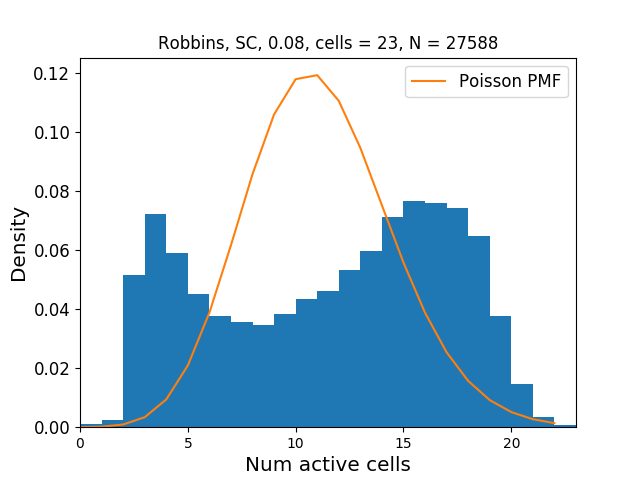 Robbins, SC, 0.08, cells = 23, N = 27588
Poisson PMF
0.12
0.10
0.08
0.06
0.04
0.02
0.00
Density
0 5 10 15 20
Num active cells